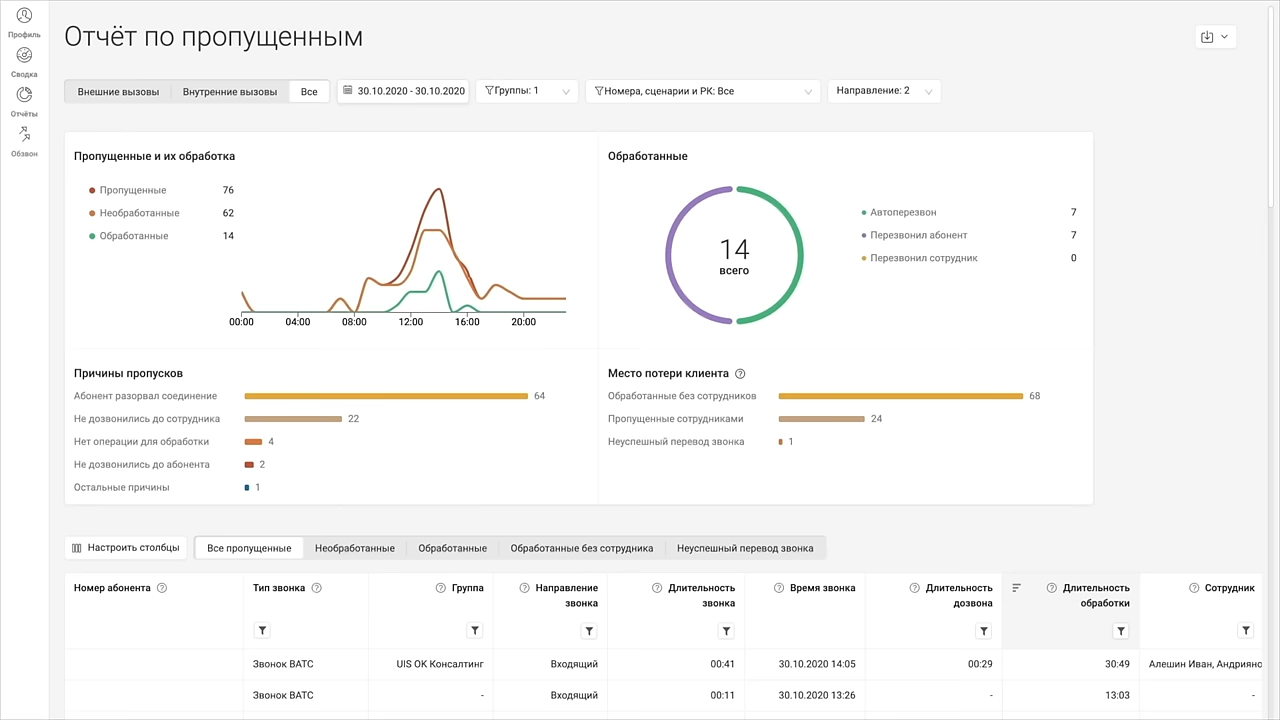 Профиль
Сводка
Отчёты
Обзвон
Отчёт по пропущенным
Внешние вызовы
Внутренние вызовы
Все
30.10.2020 - 30.10.2020
Группы: 1
Номера, сценарии и РК: Все
Направление: 2
Пропущенные и их обработка
Пропущенные 76
Необработанные 62
Обработанные 14
00:00 04:00 08:00 12:00 16:00 20:00
Обработанные
14
всего
Автоперезвон 7
Перезвонил абонент 7
Перезвонил сотрудник 0
Причины пропусков
Абонент разорвал соединение 64
Не дозвонились до сотрудника 22
Нет операции для обработки 4
Не дозвонились до абонента 2
Остальные причины 1
Место потери клиента ?
Обработанные без сотрудников 68
Пропущенные сотрудниками 24
Неуспешный перевод звонка 1
Настроить столбцы
Все пропущенные
Необработанные
Обработанные
Обработанные без сотрудника
Неуспешный перевод звонка
Номер абонента ?
Тип звонка ?
? Группа
? Направление
звонка
? Длительность
звонка
? Время звонка
? Длительность
дозвона
? Длительность
обработки
? Сотрудник
Звонок ВАТС UIS ОК Консалтинг Входящий 00:41 30.10.2020 14:05 00:29 30:49 Алешин Иван, Андрияно
Звонок ВАТС - Входящий 00:11 30.10.2020 13:26 - 13:03 -